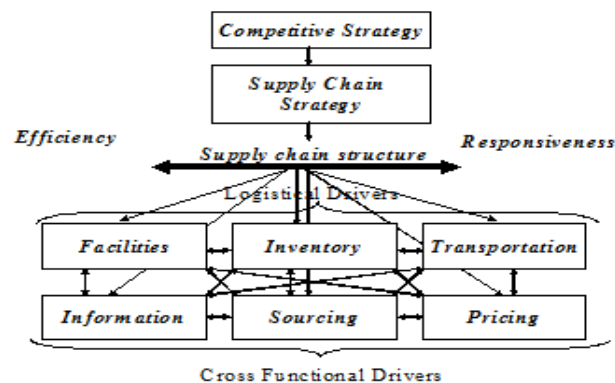 Competitive Strategy
Supply Chain
Strategy
Efficiency
Responsiveness
Supply chain structure
Logistical Drivers
Facilities
Inventory
Transportation
Information
Sourcing
Pricing
Cross Functional Drivers